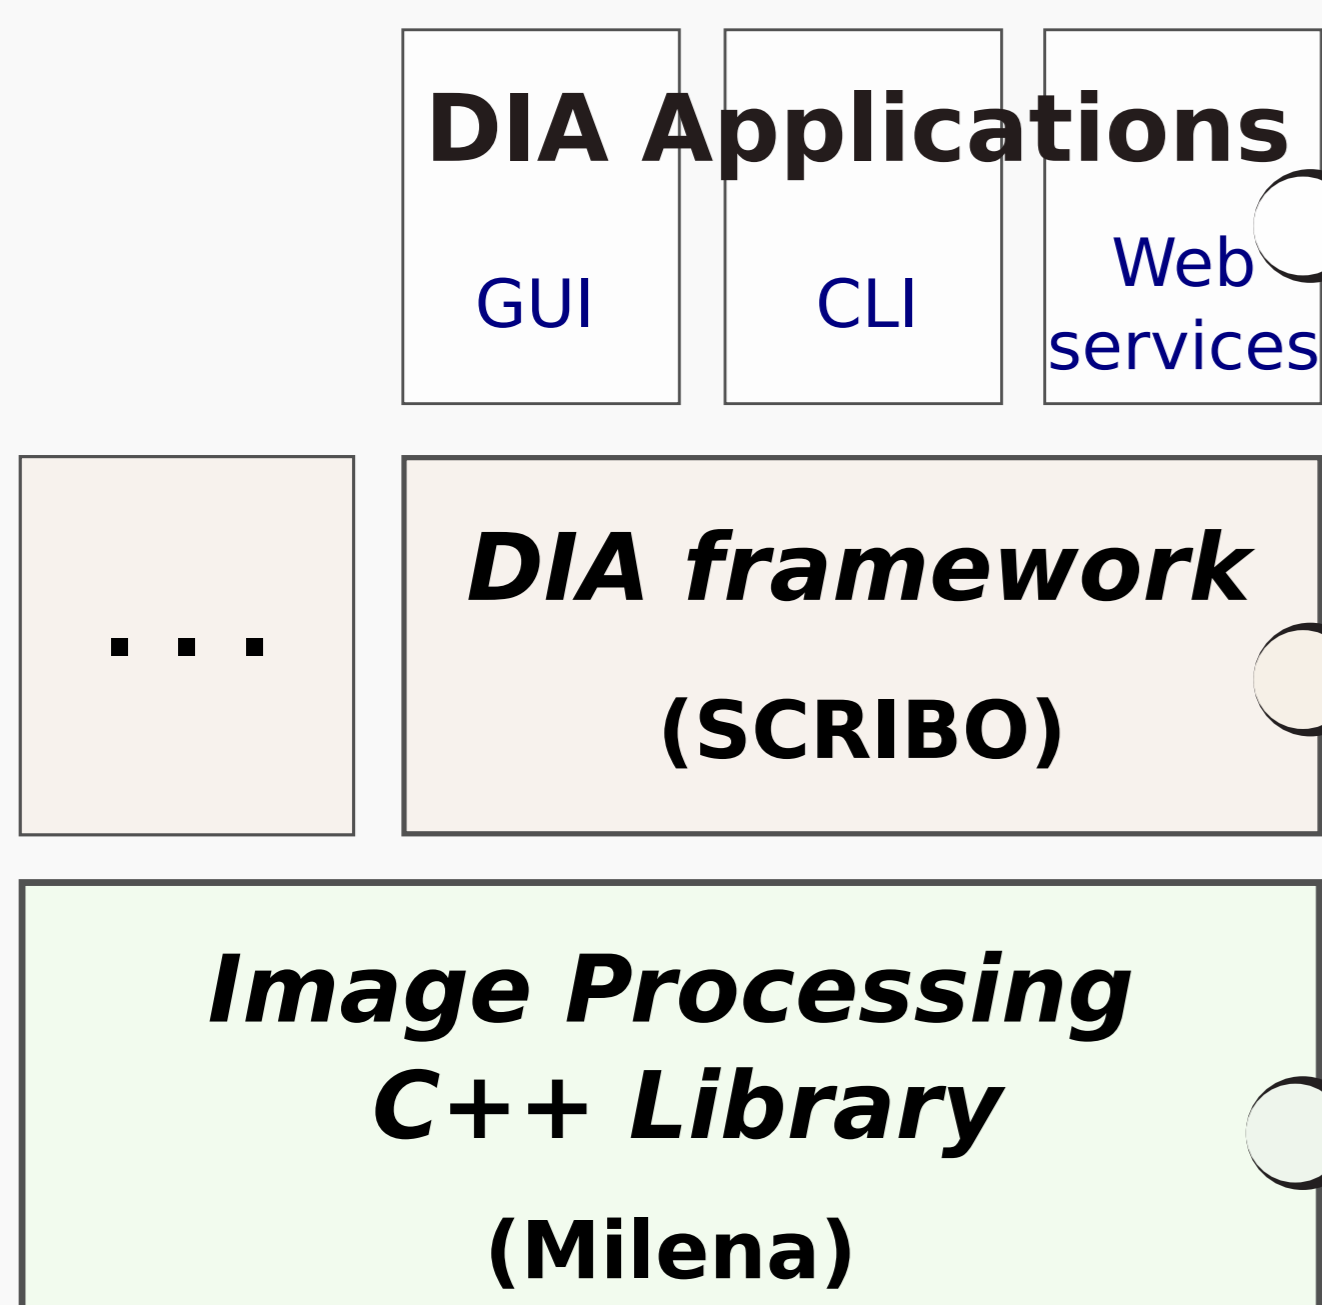 DIA Applications
GUI
CLI
Web
services
. . .
DIA framework
(SCRIBO)
Image Processing
C++ Library
(Milena)